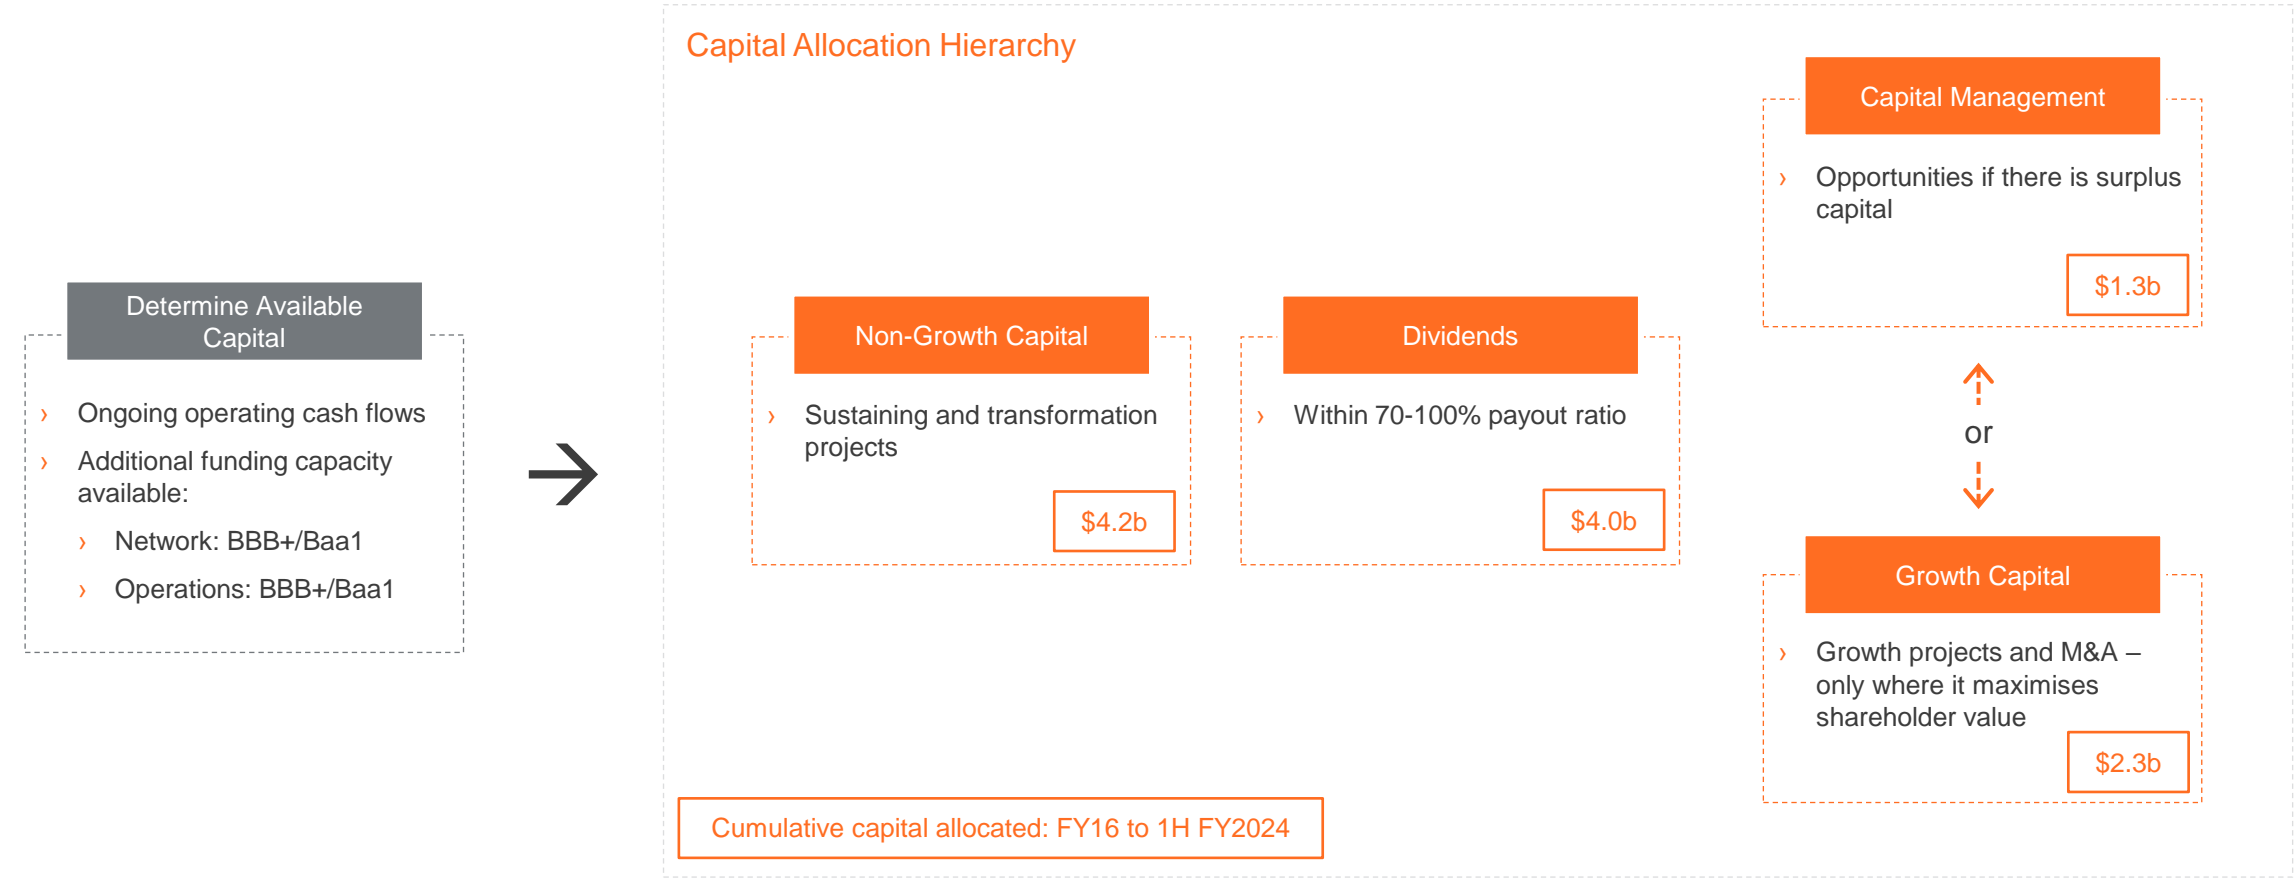 Capital Allocation Hierarchy
Determine Available
Capital
› Ongoing operating cash flows
› Additional funding capacity
available:
› Network: BBB+/Baa1
› Operations: BBB+/Baa1
Non-Growth Capital
› Sustaining and transformation
projects
$4.2b
Dividends
› Within 70-100% payout ratio
$4.0b
Capital Management
› Opportunities if there is surplus
capital
$1.3b
or
Growth Capital
› Growth projects and M&A –
only where it maximises
shareholder value
$2.3b
Cumulative capital allocated: FY16 to 1H FY2024